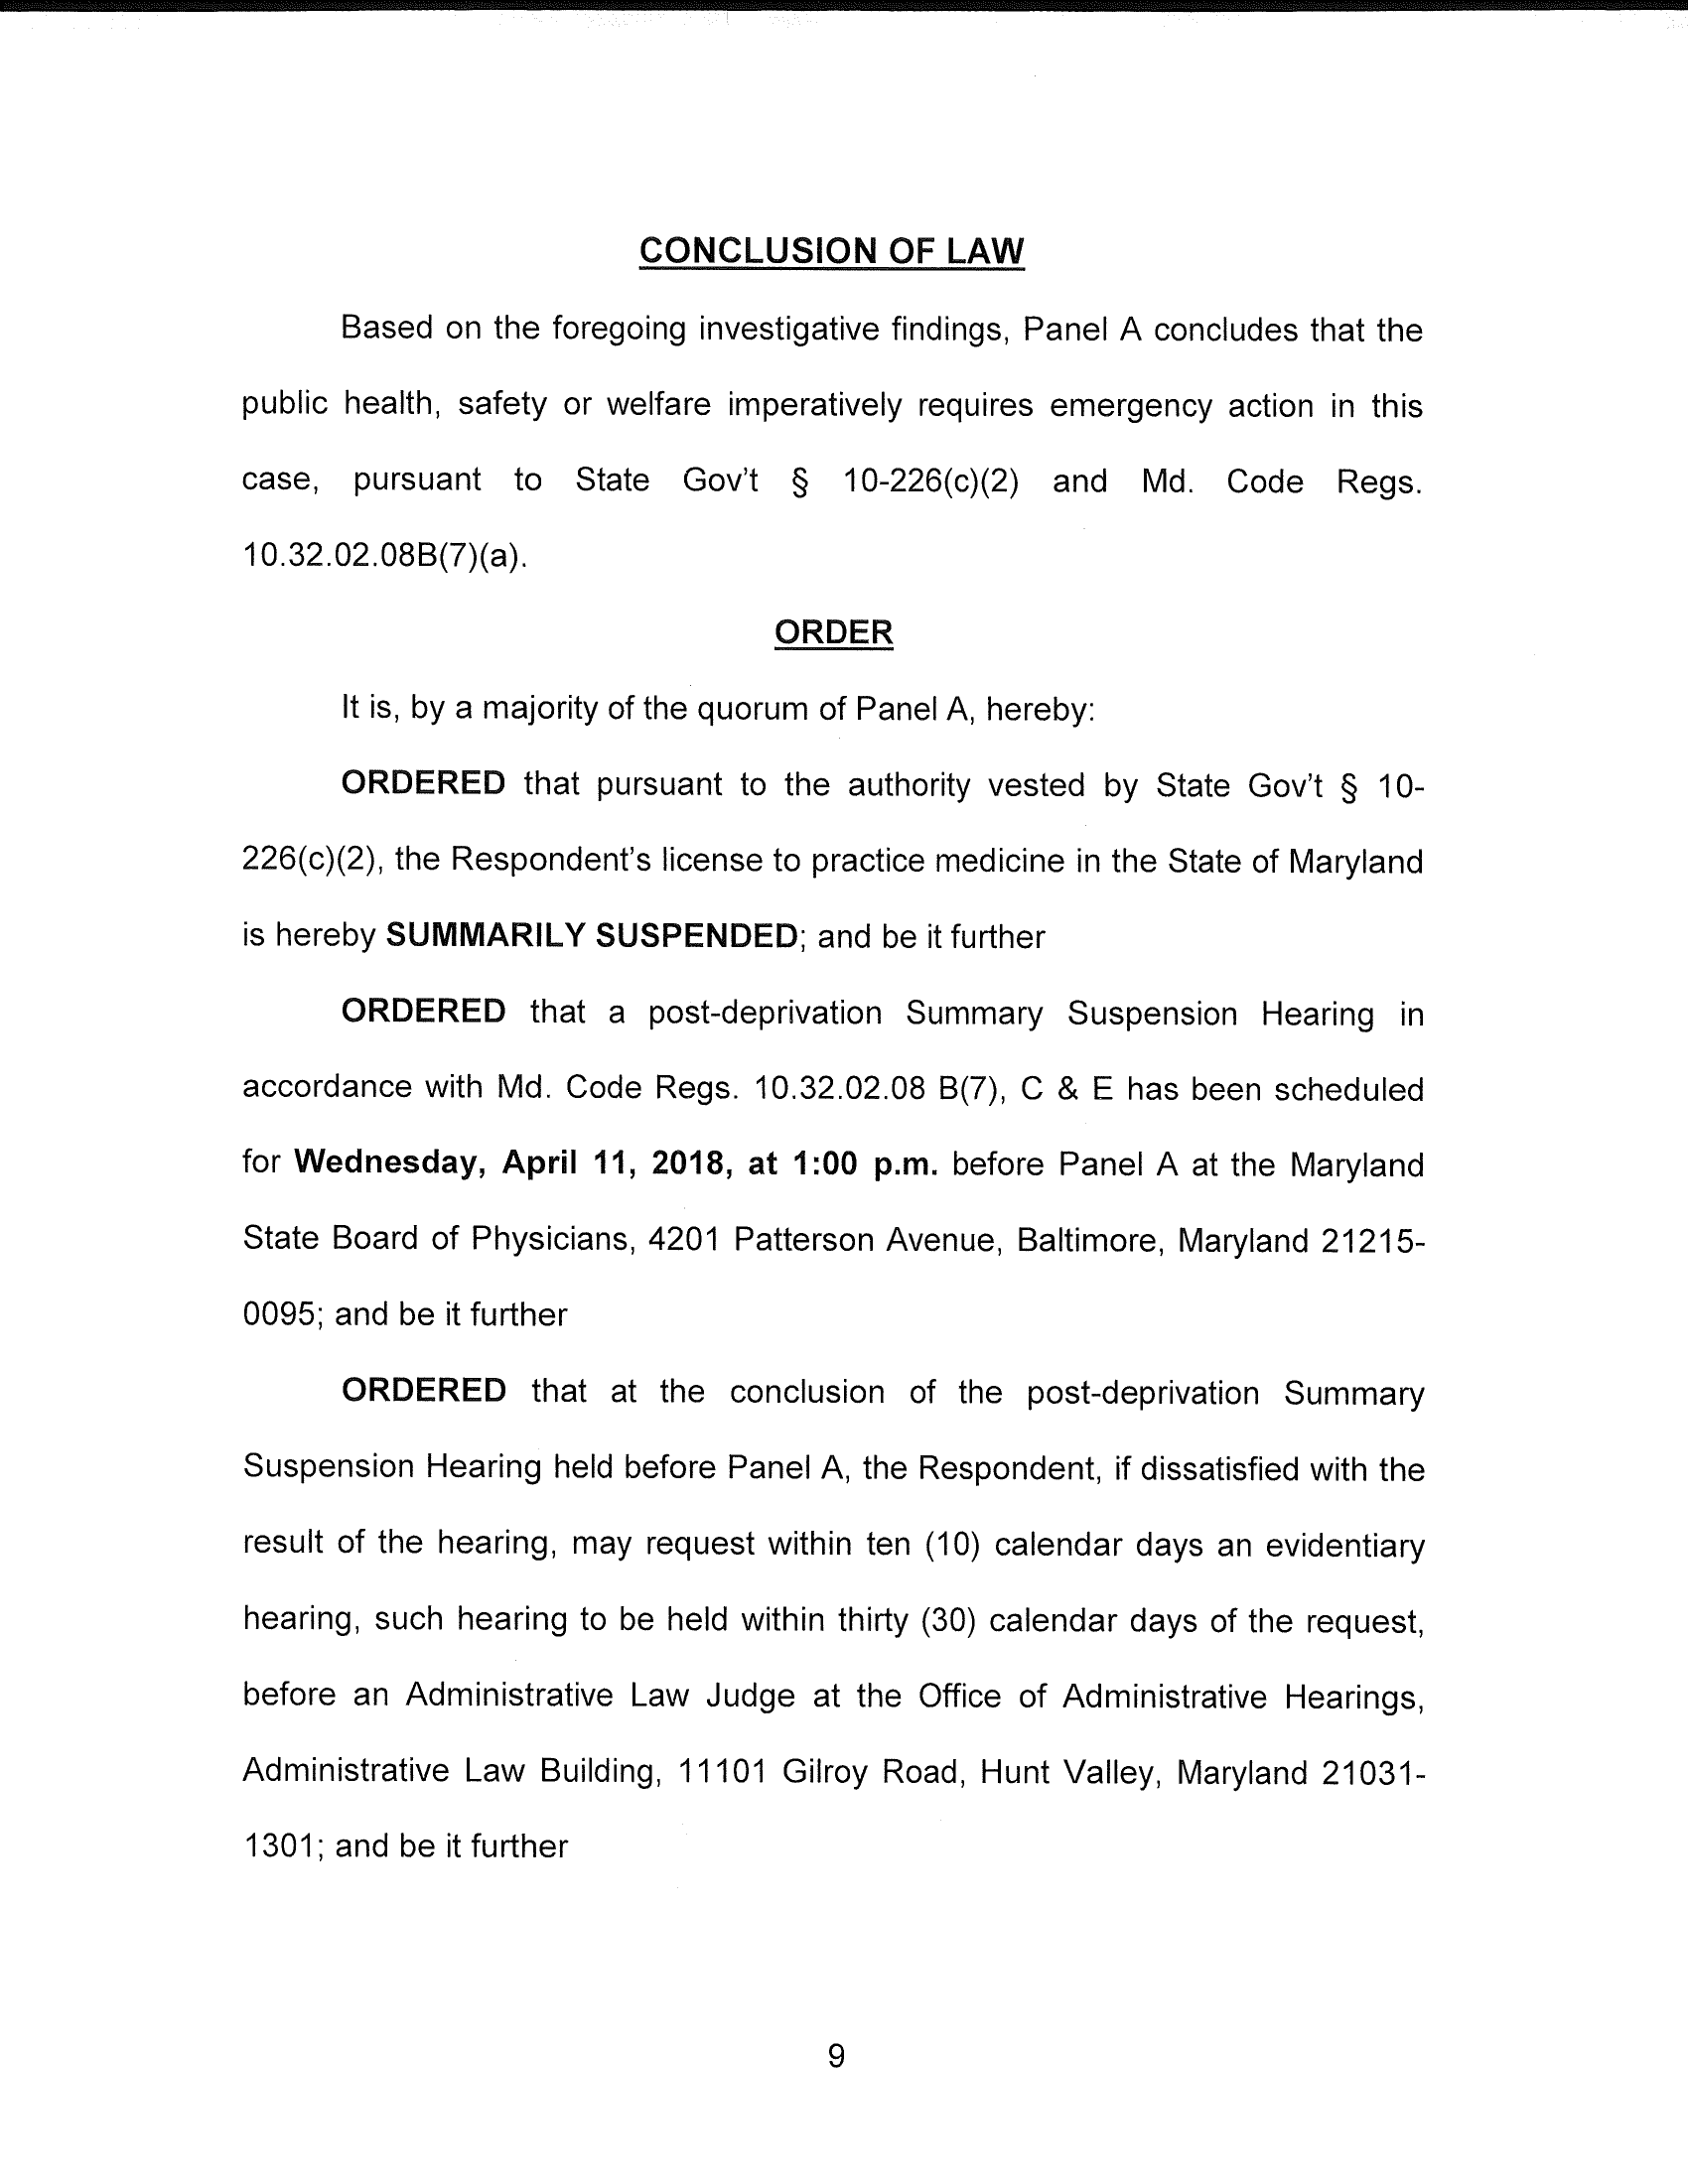 CONCLUSION OF LAW
Based on the foregoing investigative findings, Panel A concludes that the
public health, safety or welfare imperatively requires emergency action in this
case, pursuant to State Gov't § 10-226(c)(2) and Md. Code Regs.
10.32.02.08B(7)(a).
ORDER
It is, by a majority of the quorum of Panel A, hereby:
ORDERED that pursuant to the authority vested by State Gov't § 10-
226(c)(2), the Respondent's license to practice medicine in the State of Maryland
is hereby SUMMARILY SUSPENDED; and be it further
ORDERED that a post-deprivation Summary Suspension Hearing in
accordance with Md. Code Regs. 10.32.02.08 B(7), C & E has been scheduled
for Wednesday, April 11, 2018, at 1:00 p.m. before Panel A at the Maryland
State Board of Physicians, 4201 Patterson Avenue, Baltimore, Maryland 21215-
0095; and be it further
ORDERED that at the conclusion of the post-deprivation Summary
Suspension Hearing held before Panel A, the Respondent, if dissatisfied with the
result of the hearing, may request within ten (10) calendar days an evidentiary
hearing, such hearing to be held within thirty (30) calendar days of the request,
before an Administrative Law Judge at the Office of Administrative Hearings,
Administrative Law Building, 11101 Gilroy Road, Hunt Valley, Maryland 21031-
1301; and be it further
9